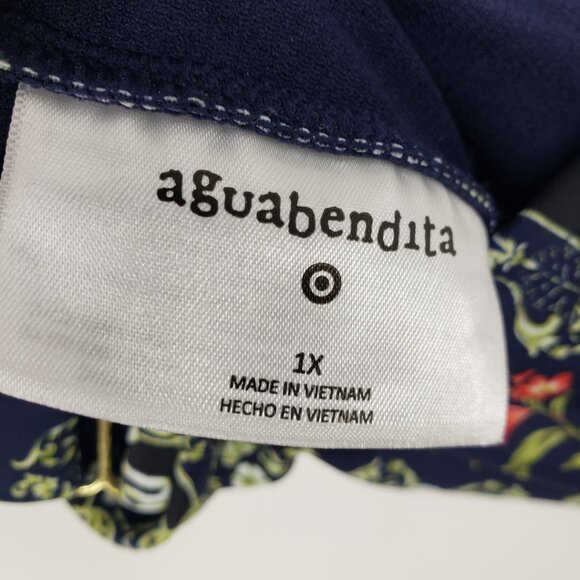 aguabendita
1X
MADE IN VIETNAM
HECHO EN VIETNAM